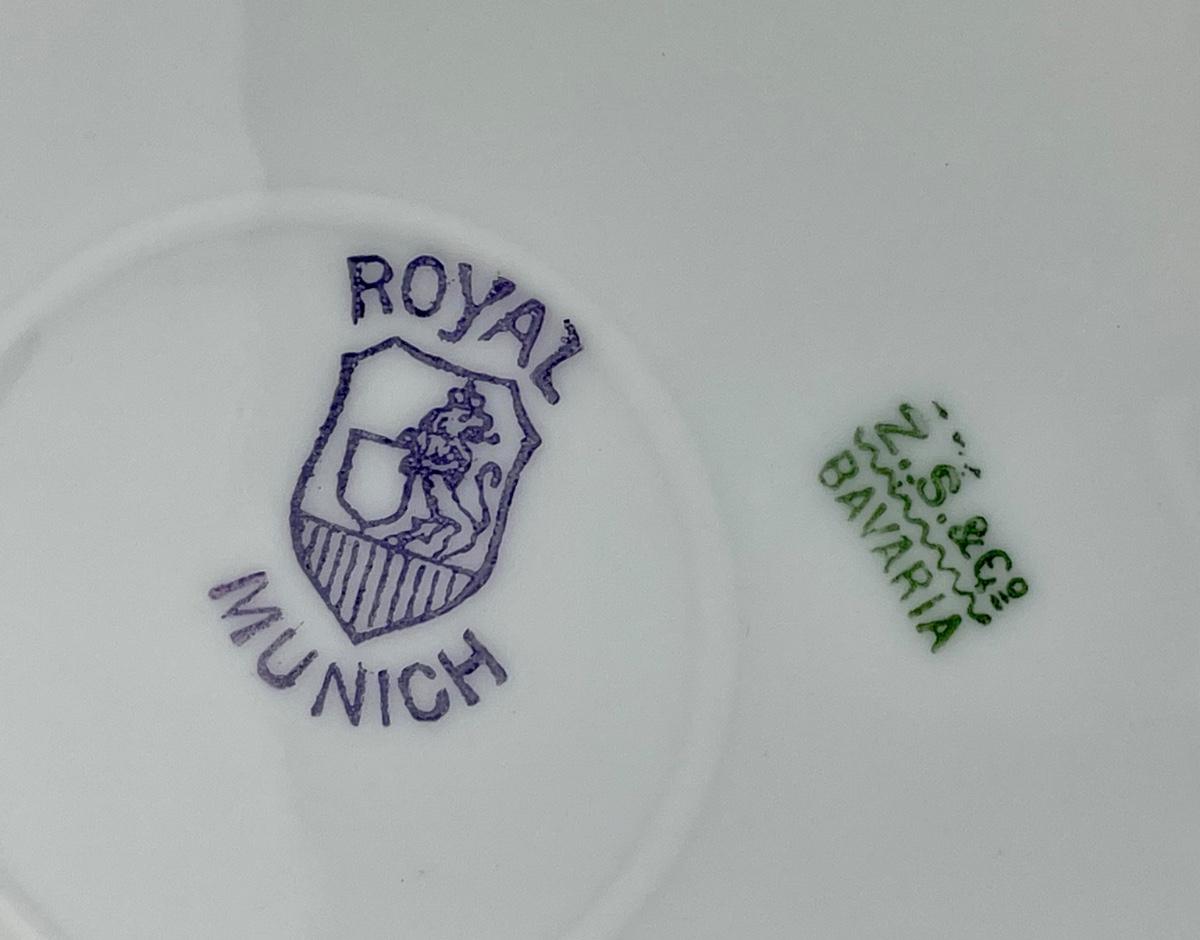 ROYAL
MUNICH
Z. S. & Co
BAVARIA